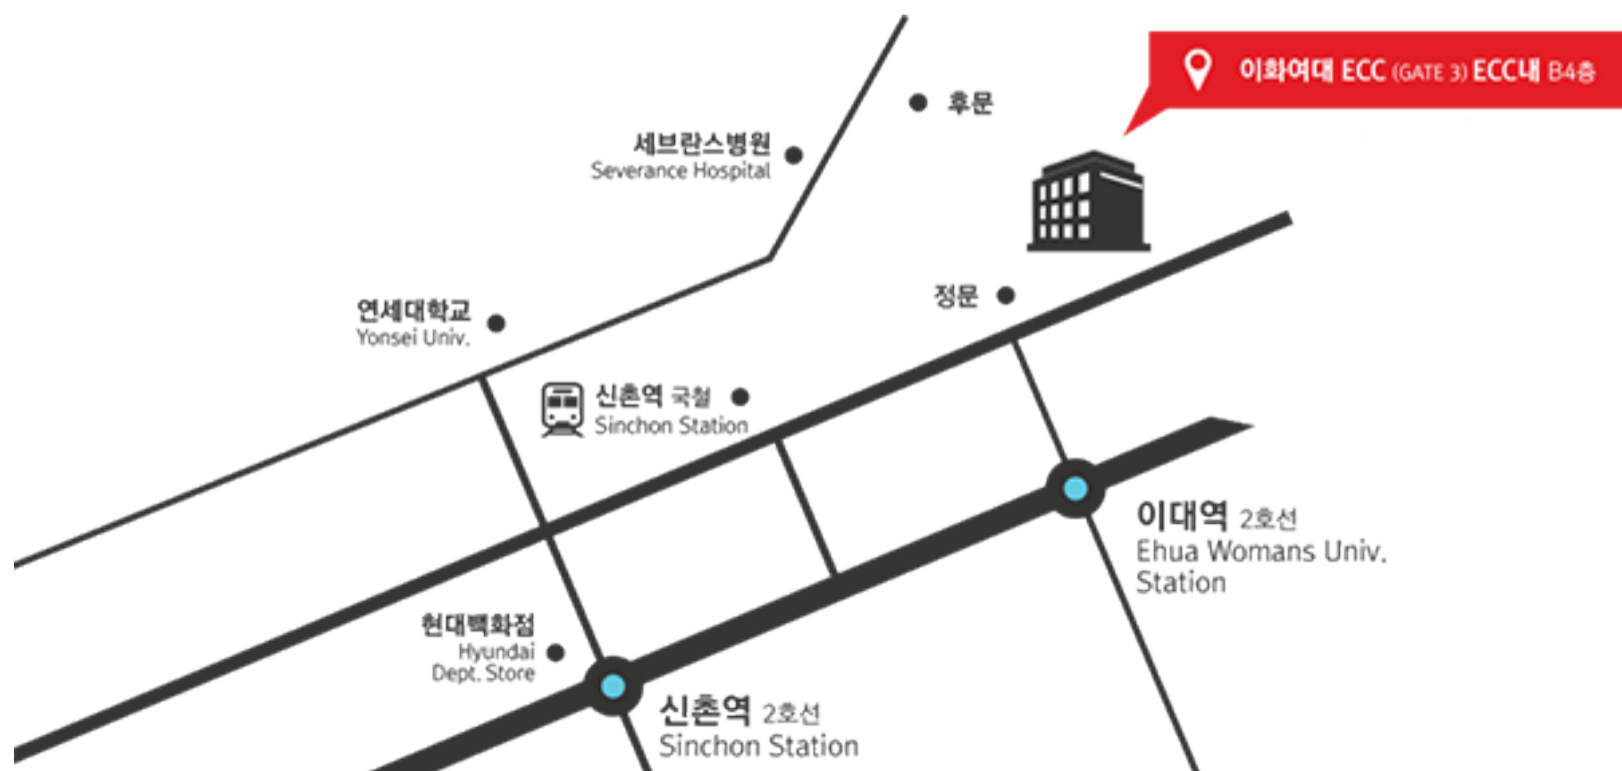 이화여대 ECC (GATE 3) ECC내 B4층
후문
세브란스병원
Severance Hospital
정문
연세대학교
Yonsei Univ.
신촌역 국철
Sinchon Station
이대역 2호선
Ehua Womans Univ.
Station
현대백화점
Hyundai
Dept. Store
신촌역 2호선
Sinchon Station